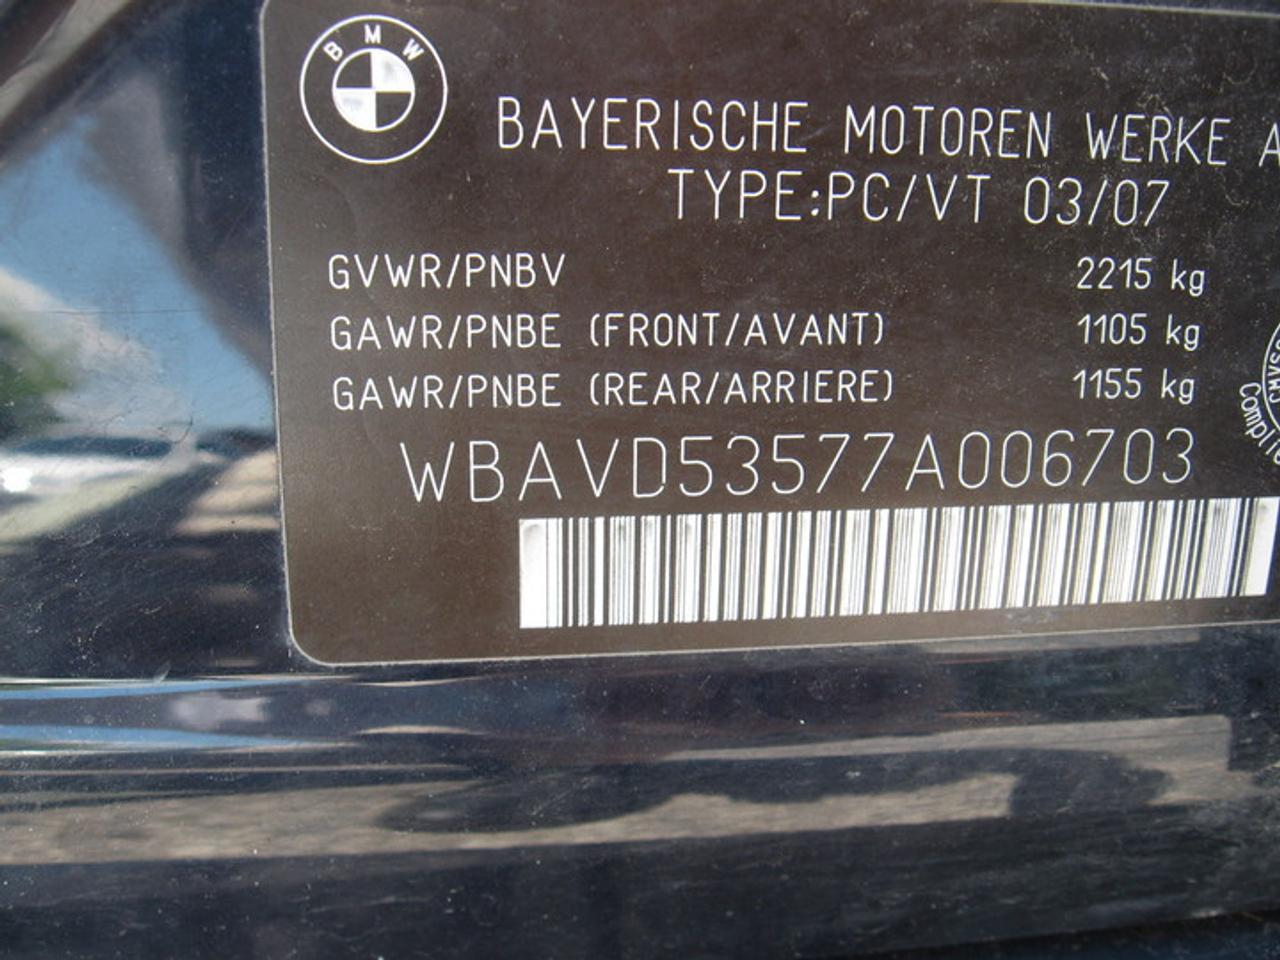 BMW
BAYERISCHE MOTOREN WERKE A
TYPE:PC/VT 03/07
GVWR/PNBV 2215 kg
GAWR/PNBE (FRONT/AVANT) 1105 kg
GAWR/PNBE (REAR/ARRIERE) 1155 kg
WBAVD53577A006703